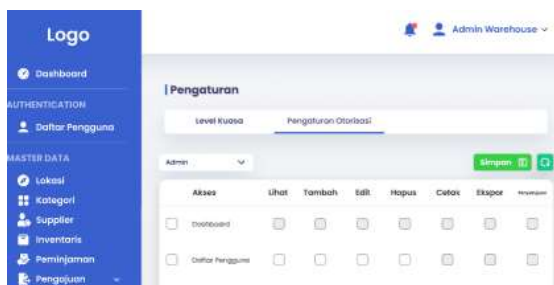 Logo
Admin Warehouse
Dashboard
AUTHENTICATION
Daftar Pengguna
MASTER DATA
Lokasi
Kategori
Supplier
Inventaris
Peminjaman
Pengajuan
Pengaturan
Level Kuasa
Pengaturan Otorisasi
Admin
Simpan
Akses Lihat Tambah Edit Hapus Cetak Ekspor
Dashboard
Daftar Pengguna